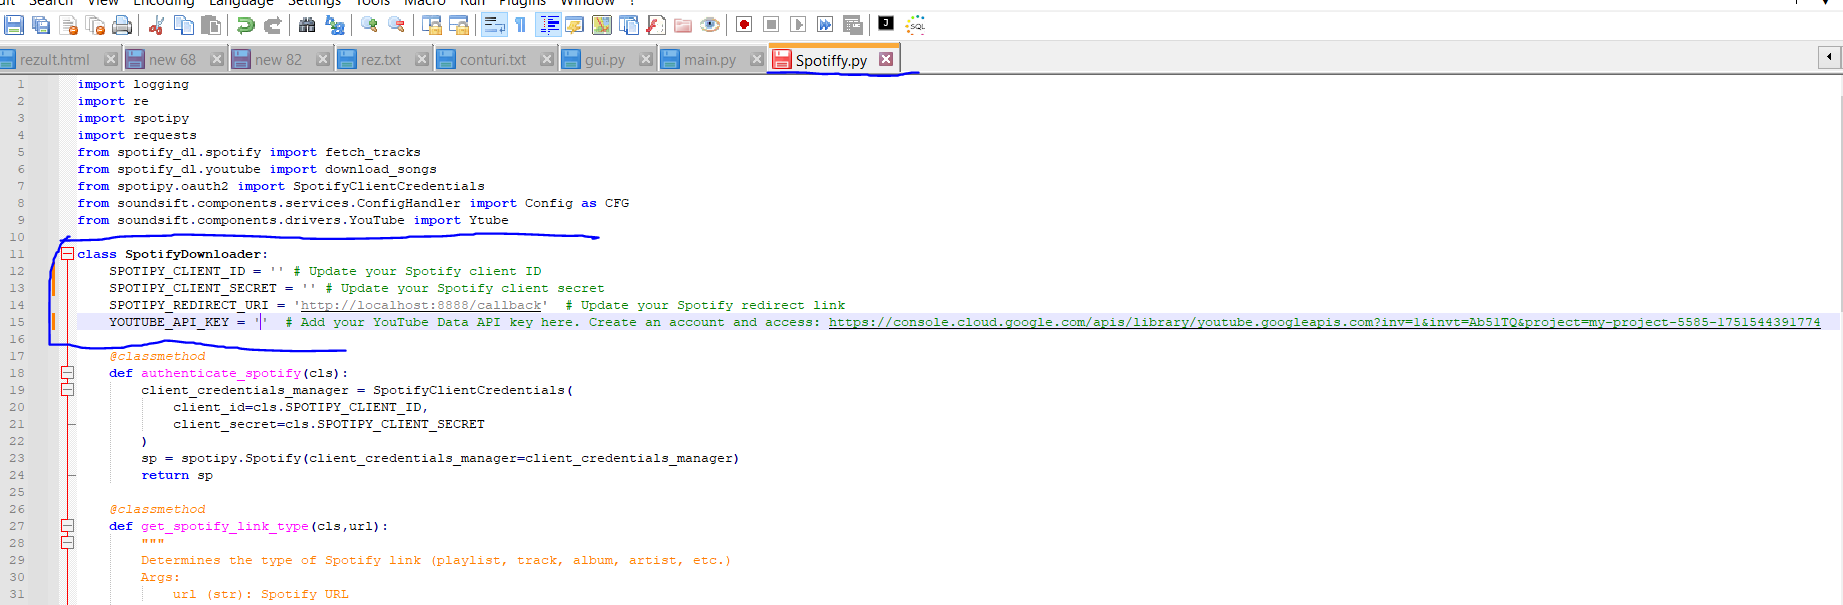 dit Search View Encoding Language Settings Tools Macro Run Plugins Window ?
J SQL
rezult.html new 68 new 82 rez.txt conturi.txt gui.py main.py Spotiffy.py
1 import logging
2 import re
3 import spotipy
4 import requests
5 from spotify_dl.spotify import fetch_tracks
6 from spotify_dl.youtube import download_songs
7 from spotipy.oauth2 import SpotifyClientCredentials
8 from soundsift.components.services.ConfigHandler import Config as CFG
9 from soundsift.components.drivers.YouTube import Ytube
10
11 class SpotifyDownloader:
12 SPOTIPY_CLIENT_ID = '' # Update your Spotify client ID
13 SPOTIPY_CLIENT_SECRET = '' # Update your Spotify client secret
14 SPOTIPY_REDIRECT_URI = 'http://localhost:8888/callback' # Update your Spotify redirect link
15 YOUTUBE_API_KEY = '' # Add your YouTube Data API key here. Create an account and access: https://console.cloud.google.com/apis/library/youtube.googleapis.com?inv=1&invt=Ab51TQ&project=my-project-5585-1751544391774
16
17 @classmethod
18 def authenticate_spotify(cls):
19 client_credentials_manager = SpotifyClientCredentials(
20 client_id=cls.SPOTIPY_CLIENT_ID,
21 client_secret=cls.SPOTIPY_CLIENT_SECRET
22 )
23 sp = spotipy.Spotify(client_credentials_manager=client_credentials_manager)
24 return sp
25
26 @classmethod
27 def get_spotify_link_type(cls,url):
28 """
29 Determines the type of Spotify link (playlist, track, album, artist, etc.)
30 Args:
31 url (str): Spotify URL